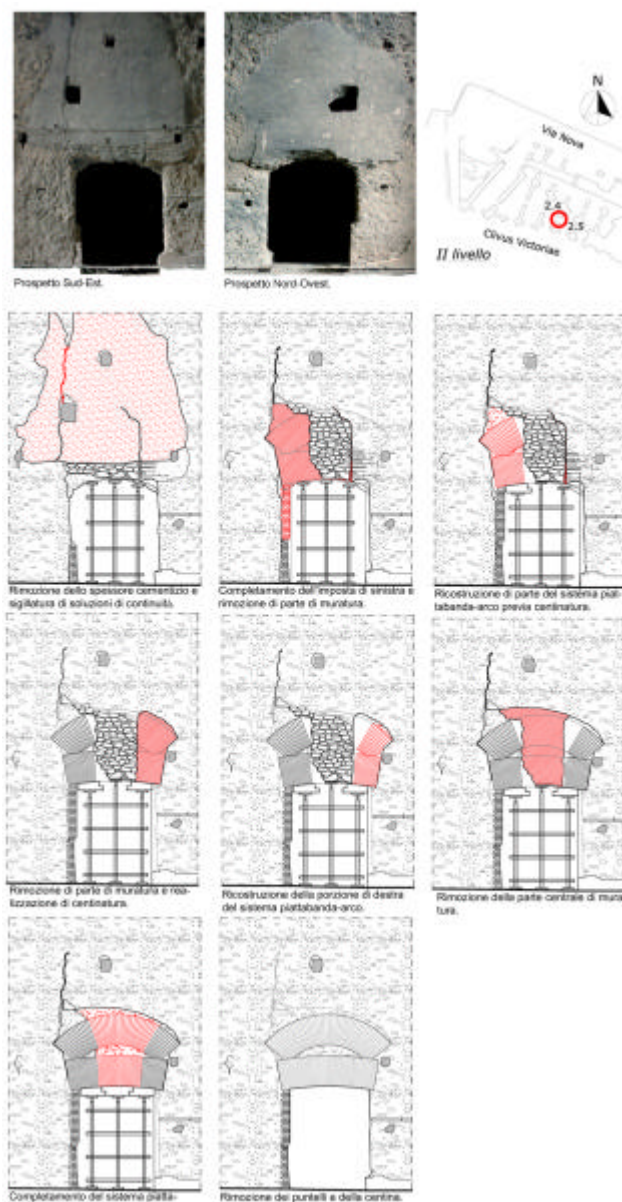 Prospetto Sud-Est.
Prospetto Nord-Ovest.
N
Via Nova
2.4
2.5
Clivus Victoriae
II livello
Rimozione dello spessore cementizio e
sigillatura di soluzioni di continuità.
Completamento dell'imposta di sinistra e
rimozione di parte di muratura.
Ricostruzione di parte del sistema piat-
tabanda-arco previa centinatura.
Rimozione di parte di muratura e rea-
lizzazione di centinatura.
Ricostruzione della porzione di destra
del sistema piattabanda-arco.
Rimozione della parte centrale di mura-
tura.
Completamento del sistema piatta-
Rimozione dei puntelli e della centina.